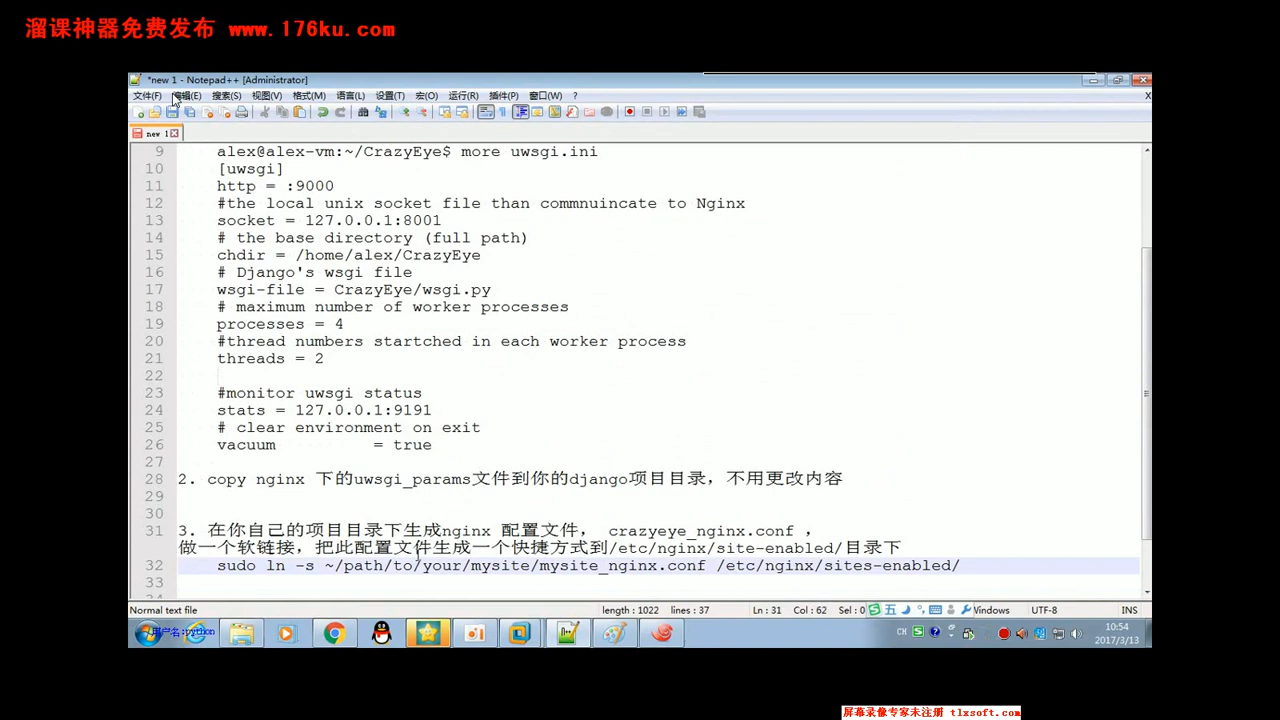 溜课神器免费发布 www.176ku.com
*new 1 - Notepad++ [Administrator]
文件(F) 编辑(E) 搜索(S) 视图(V) 格式(M) 语言(L) 设置(T) 宏(O) 运行(R) 插件(P) 窗口(W) ? X
new 1
9 alex@alex-vm:~/CrazyEye$ more uwsgi.ini
10 [uwsgi]
11 http = :9000
12 #the local unix socket file than commnuincate to Nginx
13 socket = 127.0.0.1:8001
14 # the base directory (full path)
15 chdir = /home/alex/CrazyEye
16 # Django's wsgi file
17 wsgi-file = CrazyEye/wsgi.py
18 # maximum number of worker processes
19 processes = 4
20 #thread numbers startched in each worker process
21 threads = 2
22
23 #monitor uwsgi status
24 stats = 127.0.0.1:9191
25 # clear environment on exit
26 vacuum = true
27
28 2. copy nginx 下的uwsgi_params文件到你的django项目目录，不用更改内容
29
30
31 3. 在你自己的项目目录下生成nginx 配置文件， crazyeye_nginx.conf ，
做一个软链接，把此配置文件生成一个快捷方式到/etc/nginx/site-enabled/目录下
32 sudo ln -s ~/path/to/your/mysite/mysite_nginx.conf /etc/nginx/sites-enabled/
33
Normal text file length : 1022 lines : 37 Ln : 31 Col : 62 Sel : 0 五 Windows UTF-8 INS
用户名:python CH 10:54
2017/3/13
屏幕录像专家未注册 tlxsoft.com